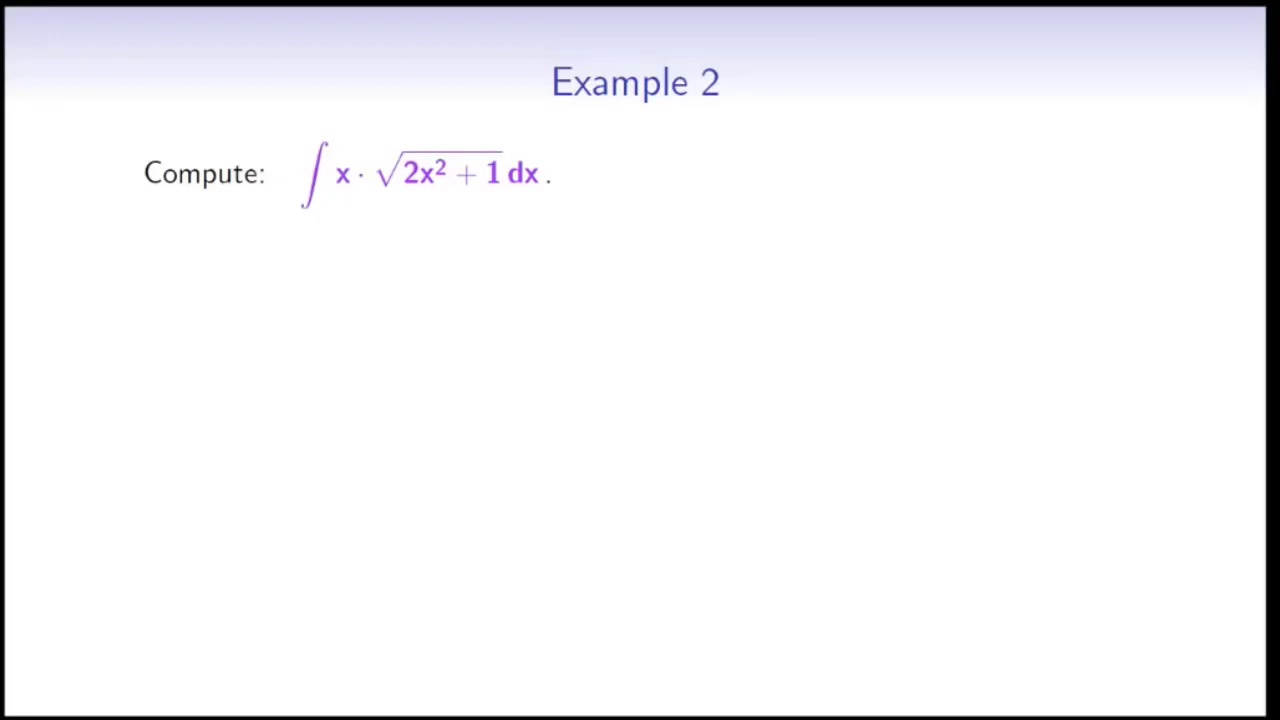 Example 2
Compute: ∫ x · √(2x² + 1) dx .